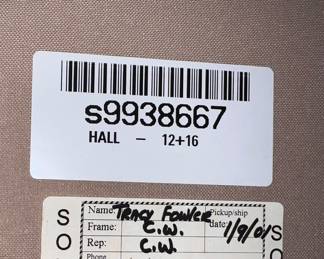 s9938667
HALL – 12+16
Name: TRACY FOWLER Pickup/ship
Frame: C.W. date: 1/9/01
Rep: C.W.
Phone
S
O
S
O